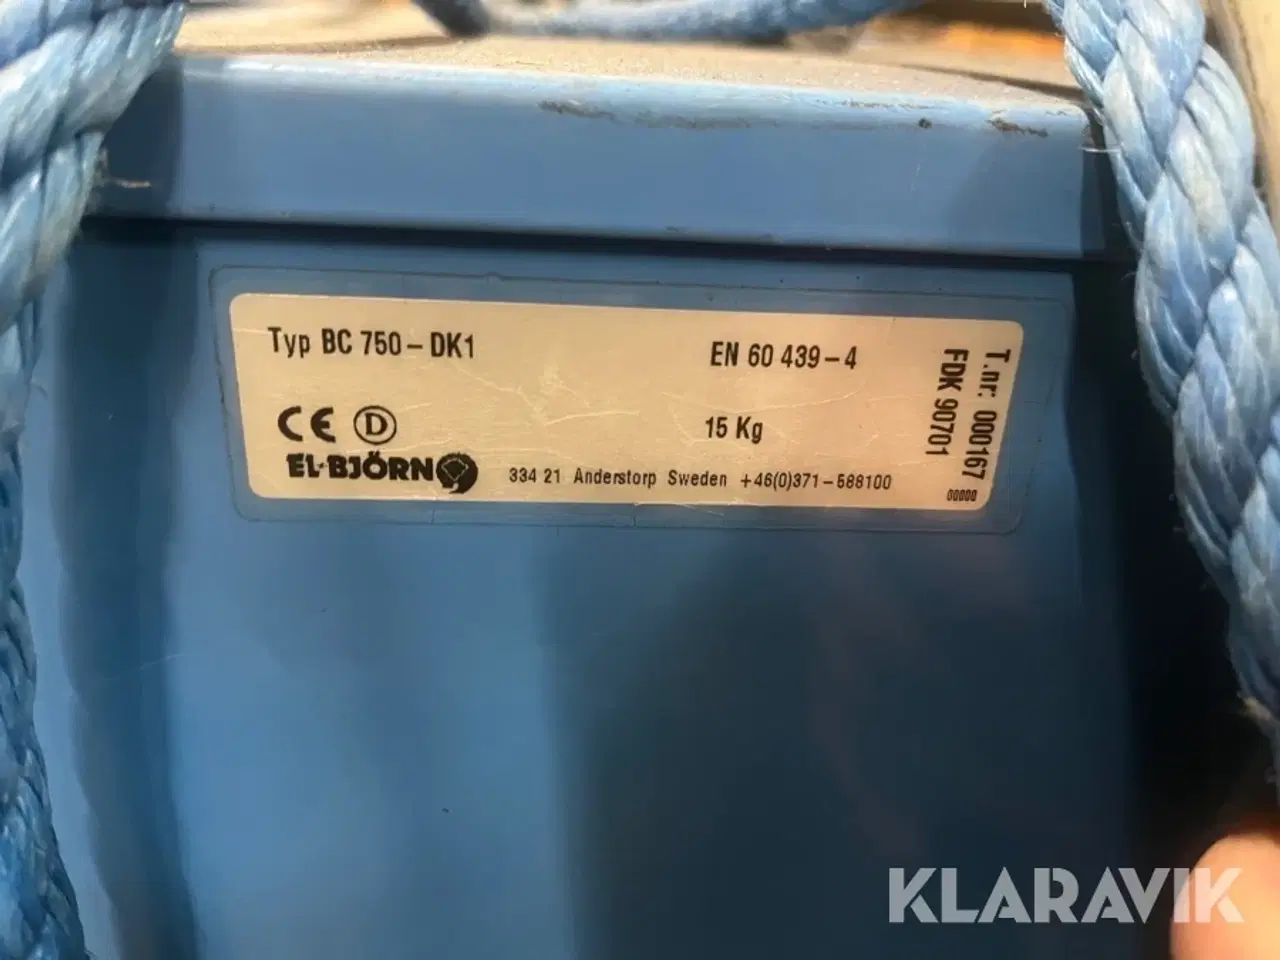 Typ BC 750-DK1
EN 60 439-4
CE D
15 Kg
EL-BJÖRN
334 21 Anderstorp Sweden +46(0)371-588100
T.nr: 000167
FDK 90701
00000
KLARAVIK